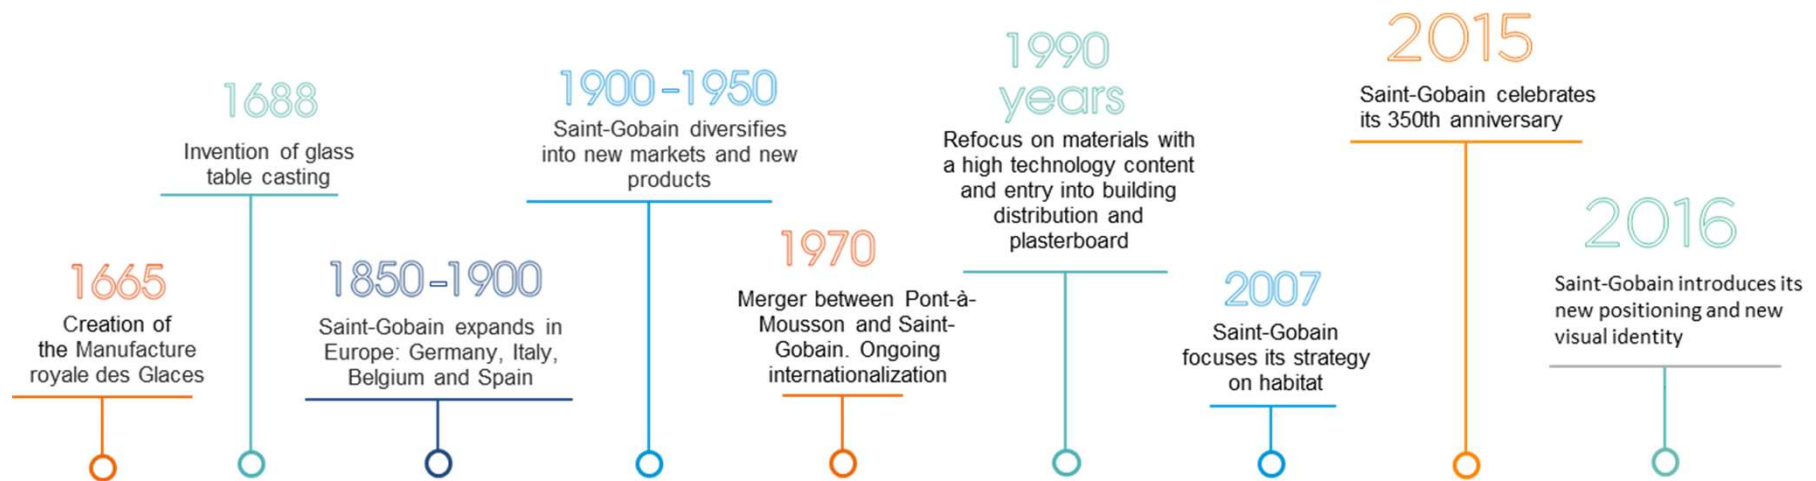 1665
Creation of
the Manufacture
royale des Glaces
1688
Invention of glass
table casting
1850-1900
Saint-Gobain expands in
Europe: Germany, Italy,
Belgium and Spain
1900-1950
Saint-Gobain diversifies
into new markets and new
products
1970
Merger between Pont-à-
Mousson and Saint-
Gobain. Ongoing
internationalization
1990
years
Refocus on materials with
a high technology content
and entry into building
distribution and
plasterboard
2007
Saint-Gobain
focuses its strategy
on habitat
2015
Saint-Gobain celebrates
its 350th anniversary
2016
Saint-Gobain introduces its
new positioning and new
visual identity